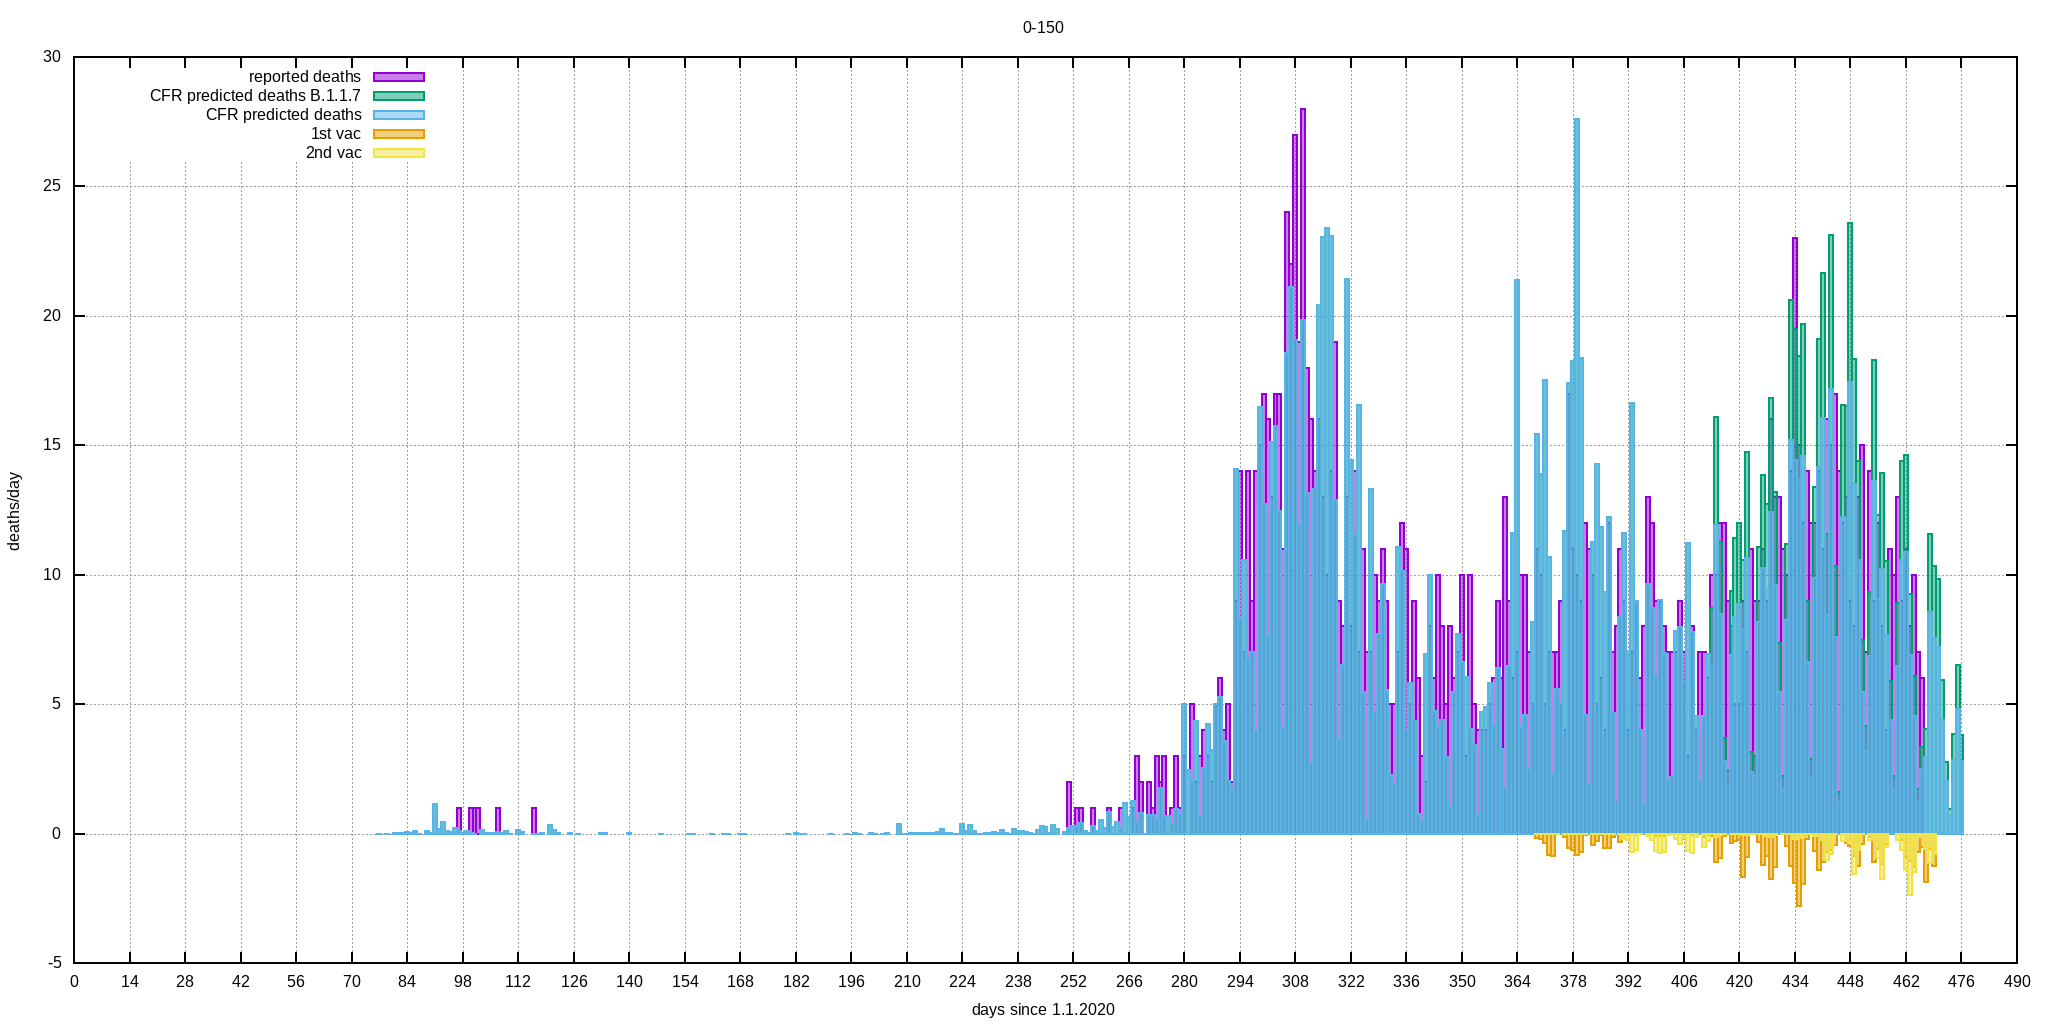 0-150
30
25
20
15
10
5
0
-5
deaths/day
reported deaths
CFR predicted deaths B.1.1.7
CFR predicted deaths
1st vac
2nd vac
0 14 28 42 56 70 84 98 112 126 140 154 168 182 196 210 224 238 252 266 280 294 308 322 336 350 364 378 392 406 420 434 448 462 476 490
days since 1.1.2020